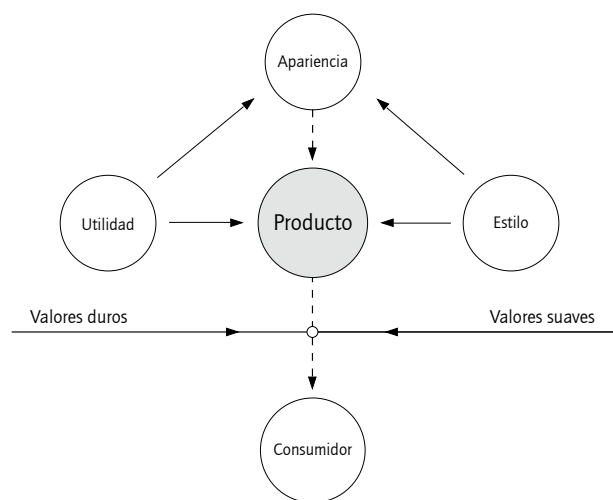 Apariencia
Utilidad
Producto
Estilo
Valores duros
Valores suaves
Consumidor